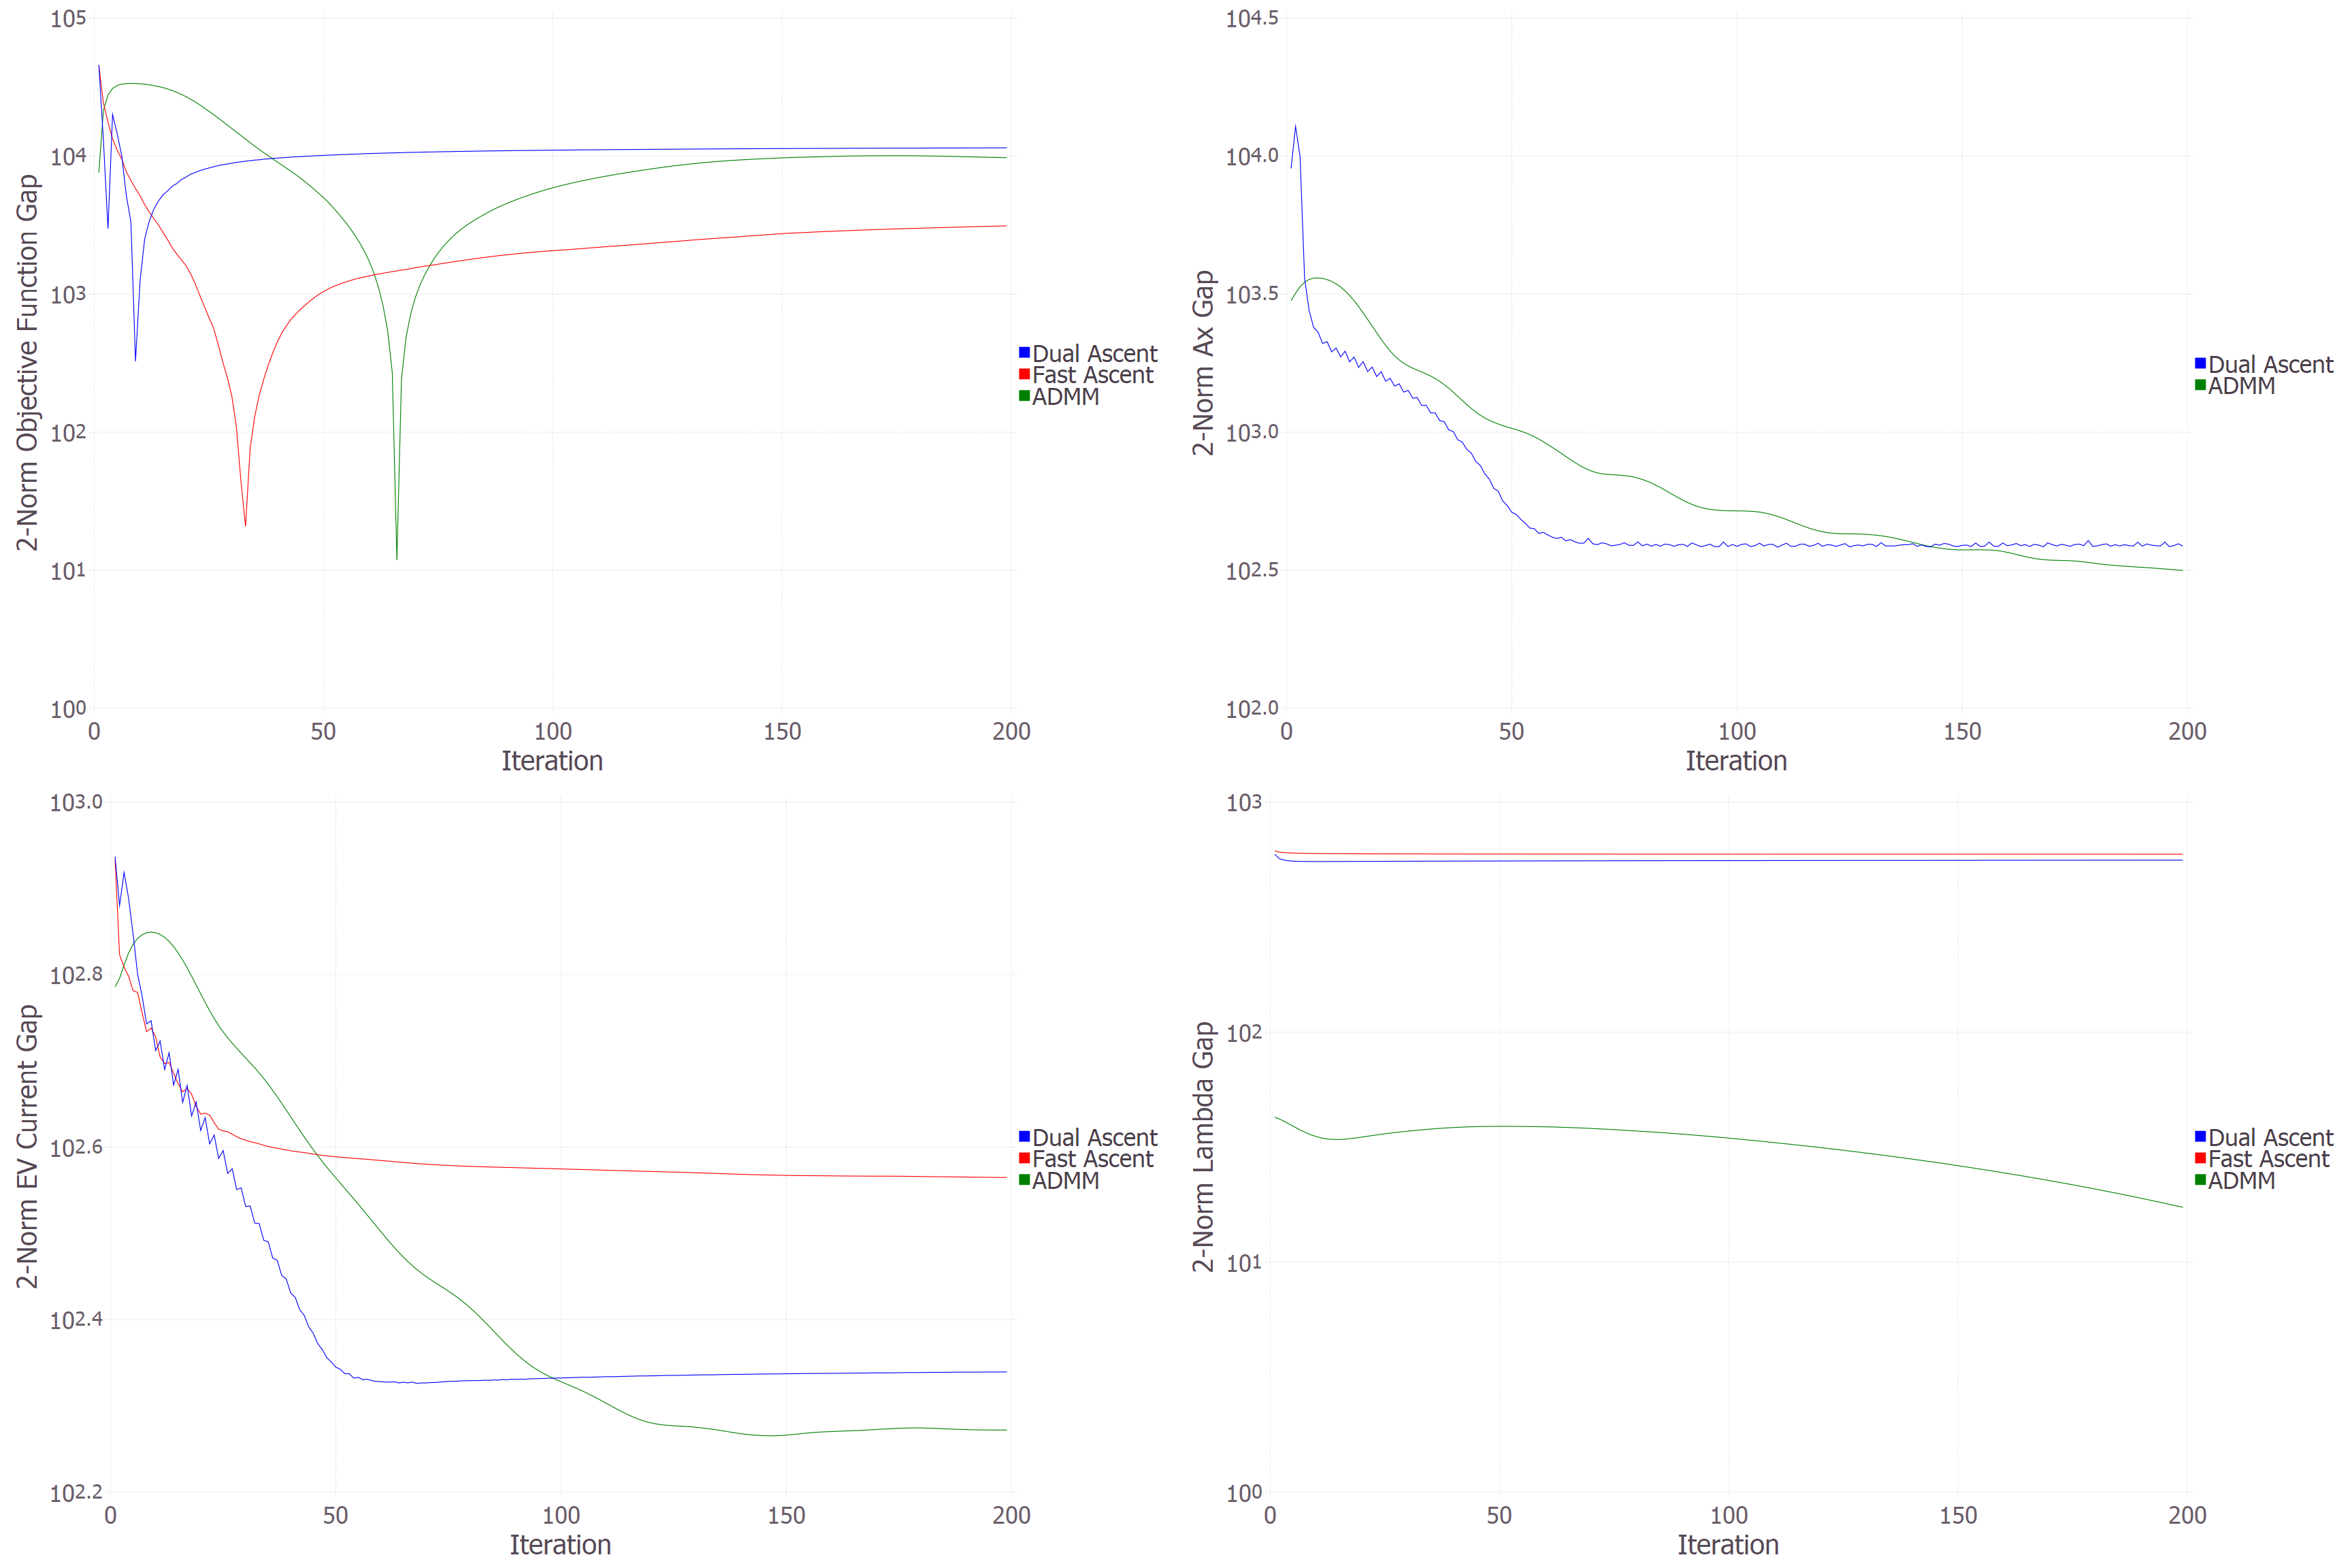 2-Norm Objective Function Gap
10⁵
10⁴
10³
10²
10¹
10⁰
0 50 100 150 200
Iteration
Dual Ascent
Fast Ascent
ADMM
2-Norm Ax Gap
10⁴·⁵
10⁴·⁰
10³·⁵
10³·⁰
10²·⁵
10²·⁰
0 50 100 150 200
Iteration
Dual Ascent
ADMM
2-Norm EV Current Gap
10³·⁰
10²·⁸
10²·⁶
10²·⁴
10²·²
0 50 100 150 200
Iteration
Dual Ascent
Fast Ascent
ADMM
2-Norm Lambda Gap
10³
10²
10¹
10⁰
0 50 100 150 200
Iteration
Dual Ascent
Fast Ascent
ADMM